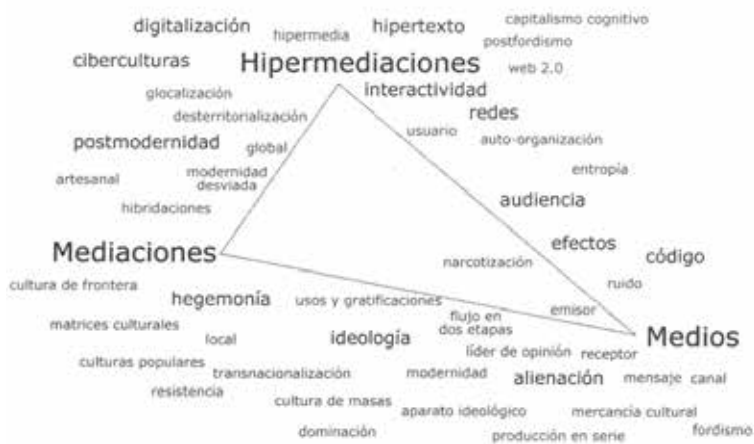 capitalismo cognitivo
digitalización
hipertexto
hipermedia
postfordismo
ciberculturas
Hipermediaciones
web 2.0
interactividad
glocalización
redes
desterritorialización
usuario
auto-organización
postmodernidad
global
entropía
artesanal
modernidad
desviada
audiencia
hibridaciones
efectos
Mediaciones
código
narcotización
cultura de frontera
ruido
hegemonía
usos y gratificaciones
emisor
flujo en
dos etapas
matrices culturales
local
ideología
Medios
líder de opinión
receptor
culturas populares
transnacionalización
modernidad
alienación
mensaje
canal
resistencia
cultura de masas
aparato ideológico
mercancía cultural
dominación
producción en serie
fordismo